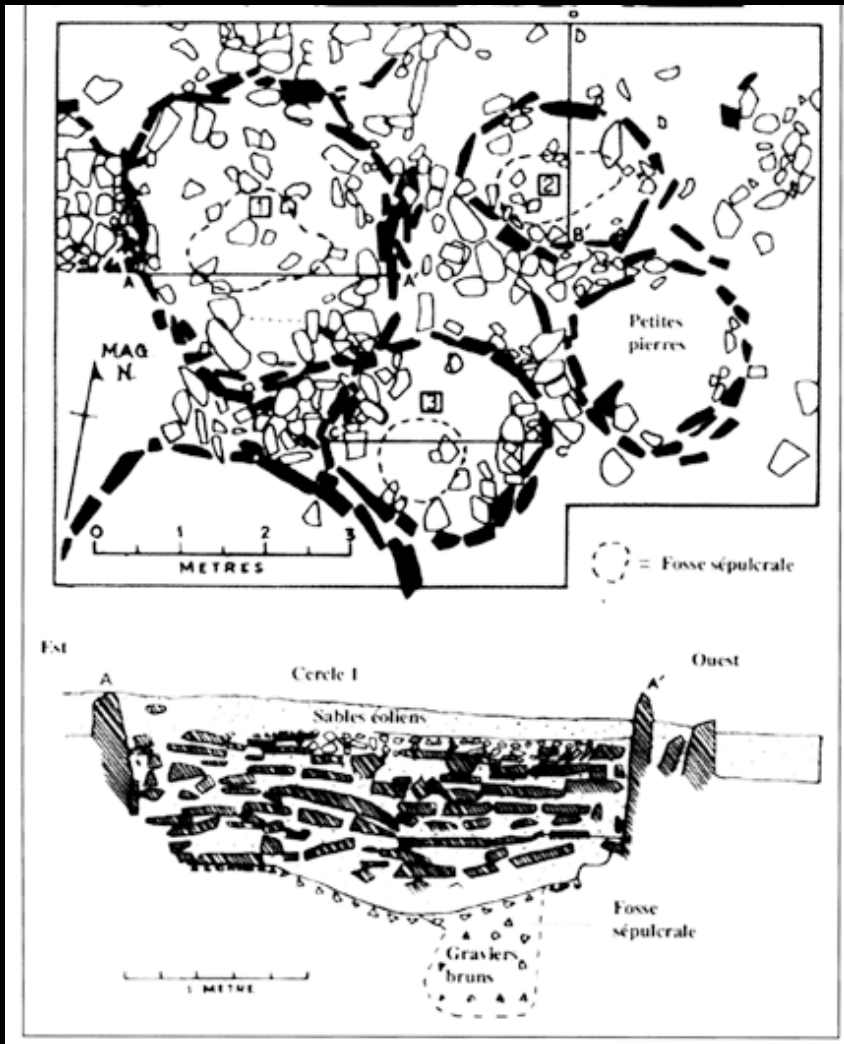 B
1
2
B
A
A'
Petites
pierres
MAG
N.
3
C
C'
0 1 2 3
METRES
= Fosse sépulcrale
Est
Ouest
A
Cercle I
A'
Sables éoliens
Fosse
sépulcrale
Graviers
bruns
1 METRE